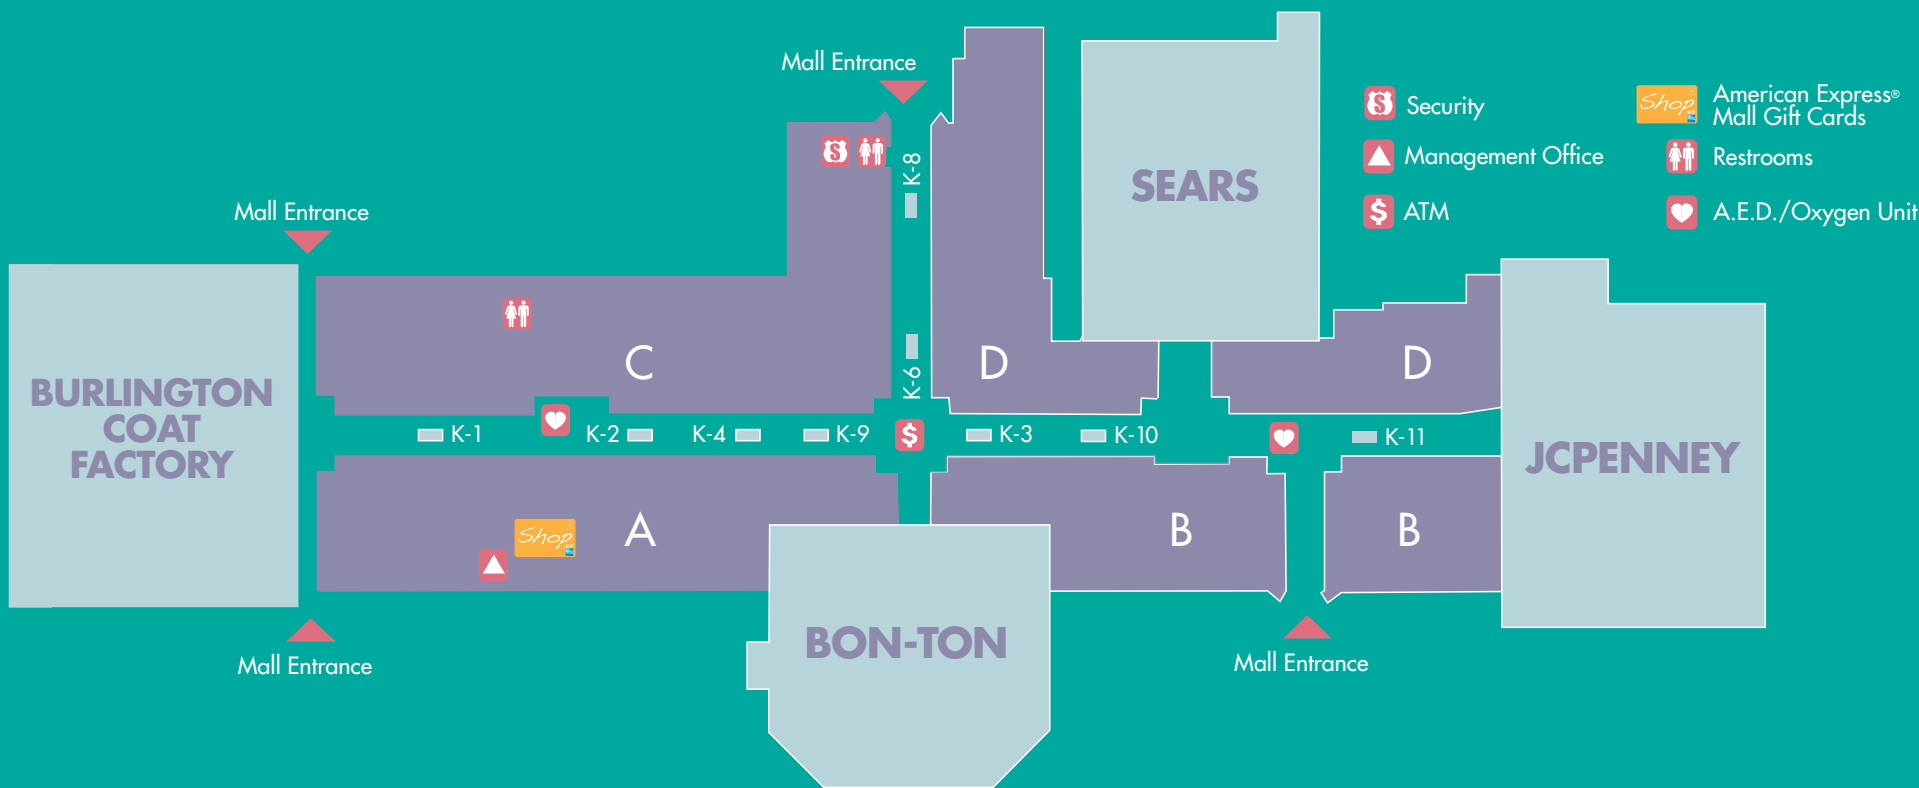 Mall Entrance
Security
Shop
American Express®
Mall Gift Cards
Management Office
Restrooms
$ ATM
A.E.D./Oxygen Unit
S
K-8
SEARS
Mall Entrance
BURLINGTON
COAT
FACTORY
C
D
D
K-6
K-1
K-2
K-4
K-9
$
K-3
K-10
K-11
JCPENNEY
Shop
A
B
B
BON-TON
Mall Entrance
Mall Entrance